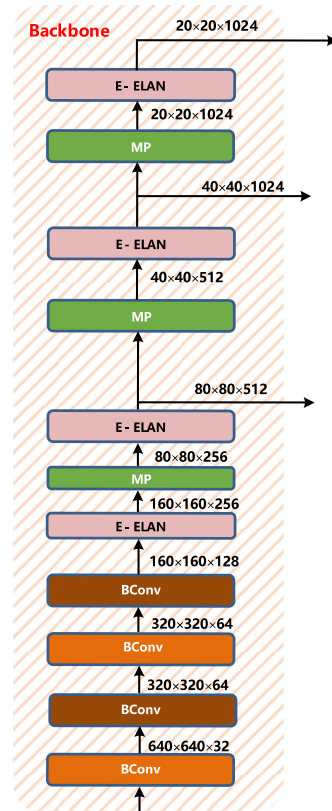 20×20×1024
Backbone
E - ELAN
20×20×1024
MP
40×40×1024
E - ELAN
40×40×512
MP
80×80×512
E - ELAN
80×80×256
MP
160×160×256
E - ELAN
160×160×128
BConv
320×320×64
BConv
320×320×64
BConv
640×640×32
BConv